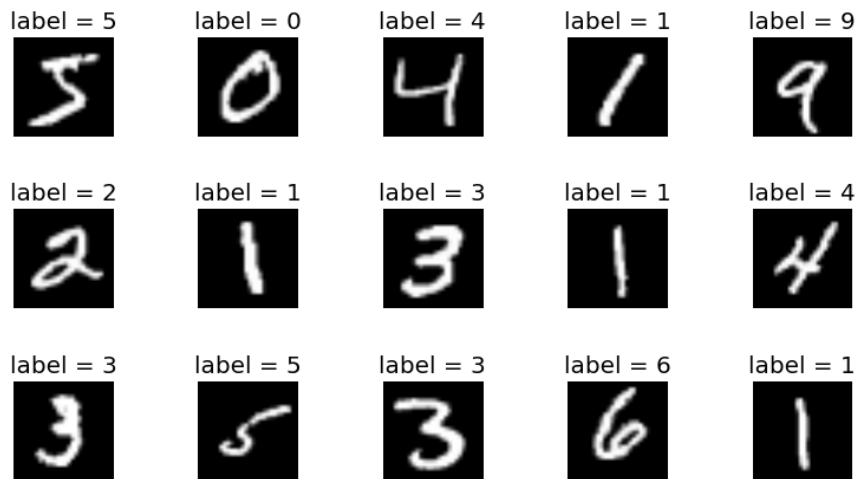 label = 5 label = 0 label = 4 label = 1 label = 9
5 0 4 1 9
label = 2 label = 1 label = 3 label = 1 label = 4
2 1 3 1 4
label = 3 label = 5 label = 3 label = 6 label = 1
3 5 3 6 1